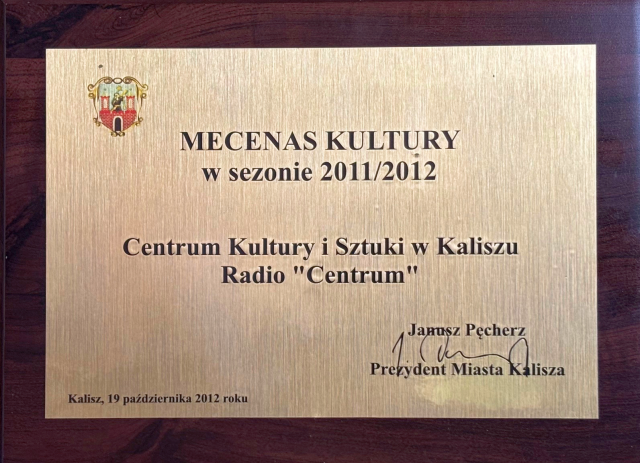 MECENAS KULTURY
w sezonie 2011/2012
Centrum Kultury i Sztuki w Kaliszu
Radio "Centrum"
Janusz Pęcherz
Prezydent Miasta Kalisza
Kalisz, 19 października 2012 roku